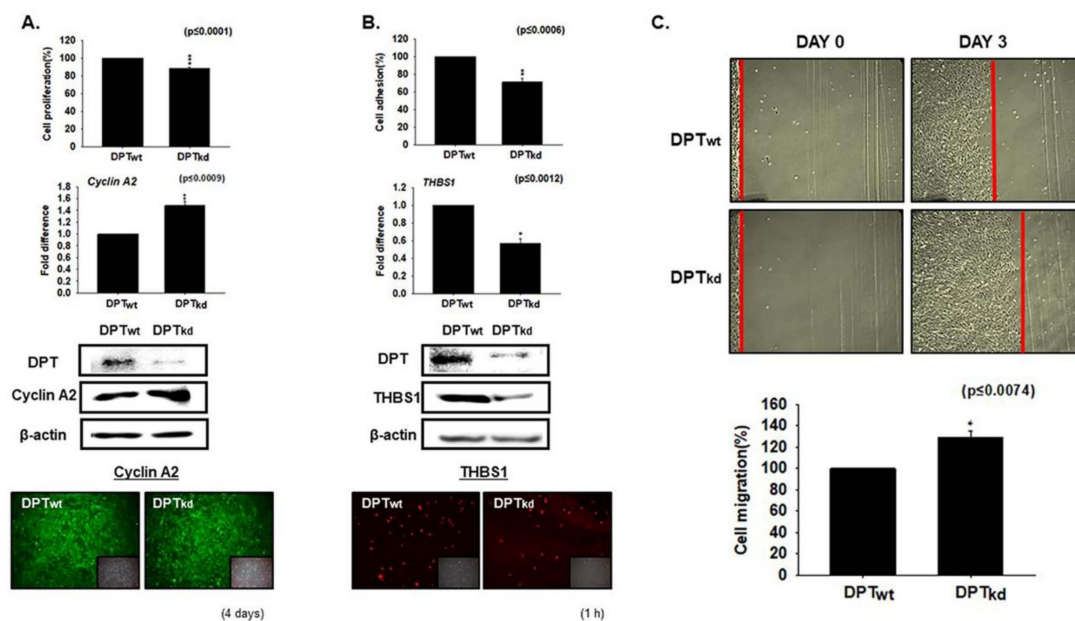 A.
(p≤0.0001)
Cell proliferation(%)
120
100
80
60
40
20
0
***
DPTwt DPTkd
Cyclin A2
(p≤0.0009)
Fold difference
1.8
1.6
1.4
1.2
1.0
0.8
0.6
0.4
0.2
0.0
***
DPTwt DPTkd
DPTwt DPTkd
DPT
Cyclin A2
β-actin
Cyclin A2
DPTwt DPTkd
(4 days)
B.
(p≤0.0006)
Cell adhesion(%)
120
100
80
60
40
20
0
**
DPTwt DPTkd
THBS1
(p≤0.0012)
Fold difference
1.2
1.0
0.8
0.6
0.4
0.2
0.0
*
DPTwt DPTkd
DPTwt DPTkd
DPT
THBS1
β-actin
THBS1
DPTwt DPTkd
(1 h)
C.
DAY 0 DAY 3
DPTwt
DPTkd
(p≤0.0074)
Cell migration(%)
160
140
120
100
80
60
40
20
0
*
DPTwt DPTkd